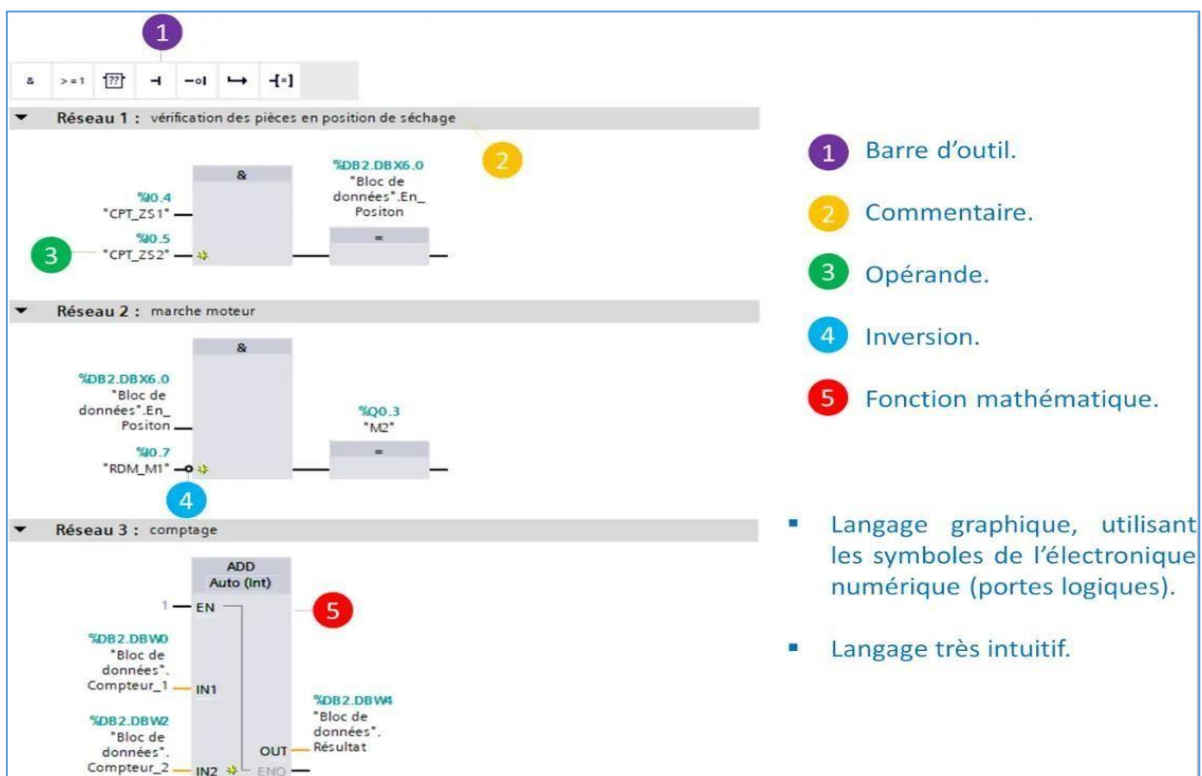 1
& >=1 ?? ⊣ –o| ↦ –[=]
Réseau 1 : vérification des pièces en position de séchage
2
&
%I0.4
"CPT_ZS1"
%I0.5
"CPT_ZS2"
3
%DB2.DBX6.0
"Bloc de
données".En_
Positon
=
Réseau 2 : marche moteur
&
%DB2.DBX6.0
"Bloc de
données".En_
Positon
%I0.7
"RDM_M1"
4
%Q0.3
"M2"
=
Réseau 3 : comptage
ADD
Auto (Int)
1 EN
5
%DB2.DBW0
"Bloc de
données".
Compteur_1 IN1
%DB2.DBW2
"Bloc de
données".
Compteur_2 IN2
%DB2.DBW4
"Bloc de
données".
OUT Résultat
ENO
1 Barre d'outil.
2 Commentaire.
3 Opérande.
4 Inversion.
5 Fonction mathématique.
▪ Langage graphique, utilisant
les symboles de l'électronique
numérique (portes logiques).
▪ Langage très intuitif.